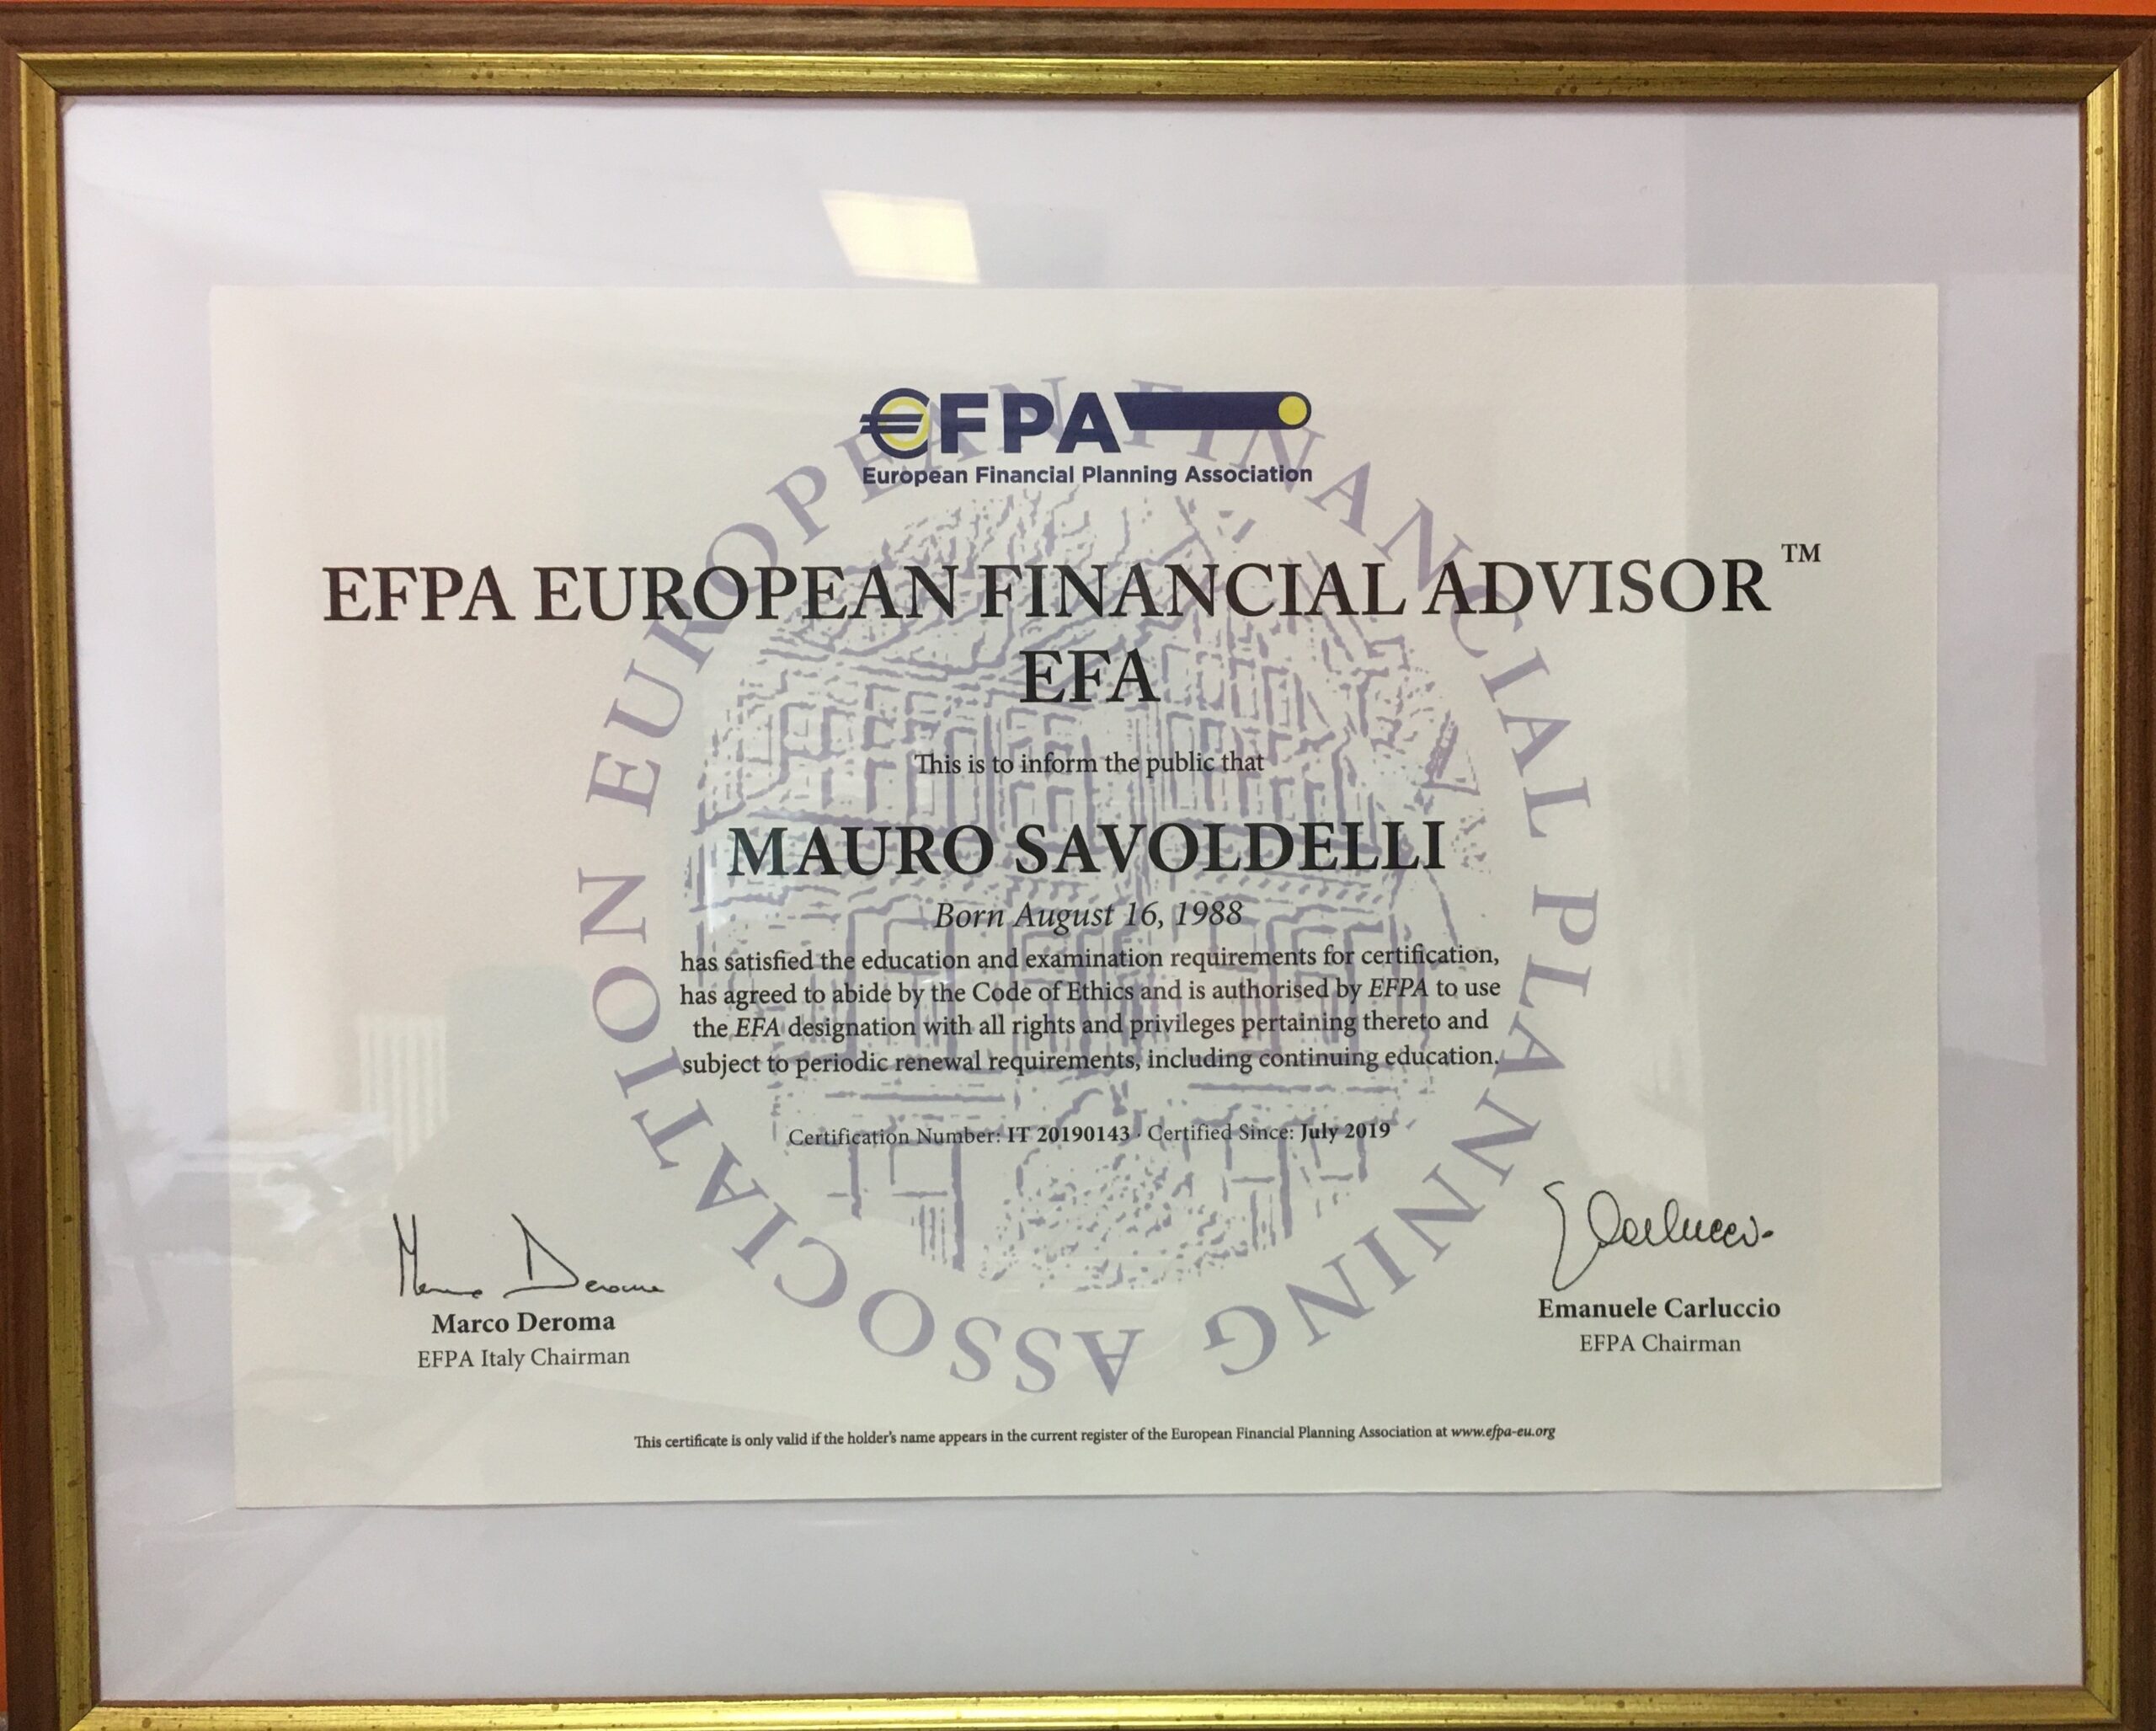 €FPA
European Financial Planning Association
EUROPEAN FINANCIAL PLANNING ASSOCIATION
EFPA EUROPEAN FINANCIAL ADVISOR™
EFA
This is to inform the public that
MAURO SAVOLDELLI
Born August 16, 1988
has satisfied the education and examination requirements for certification,
has agreed to abide by the Code of Ethics and is authorised by EFPA to use
the EFA designation with all rights and privileges pertaining thereto and
subject to periodic renewal requirements, including continuing education.
Certification Number: IT 20190143 · Certified Since: July 2019
Marco Deroma
Marco Deroma
EFPA Italy Chairman
E Carluccio
Emanuele Carluccio
EFPA Chairman
This certificate is only valid if the holder's name appears in the current register of the European Financial Planning Association at www.efpa-eu.org